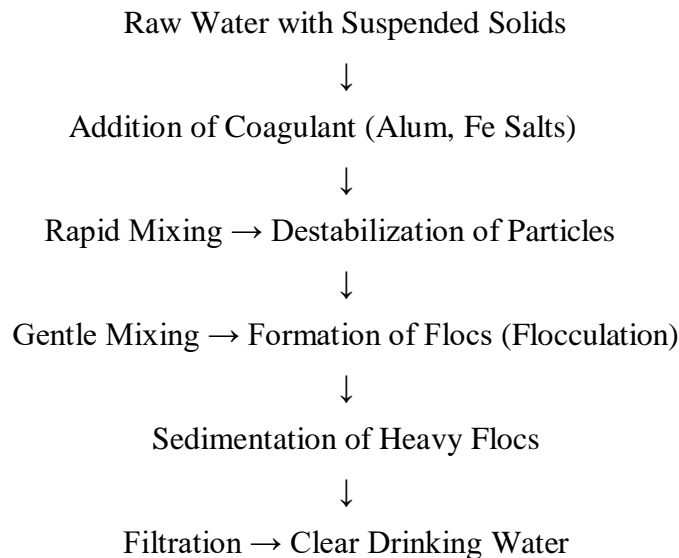 Raw Water with Suspended Solids
↓
Addition of Coagulant (Alum, Fe Salts)
↓
Rapid Mixing → Destabilization of Particles
↓
Gentle Mixing → Formation of Flocs (Flocculation)
↓
Sedimentation of Heavy Flocs
↓
Filtration → Clear Drinking Water